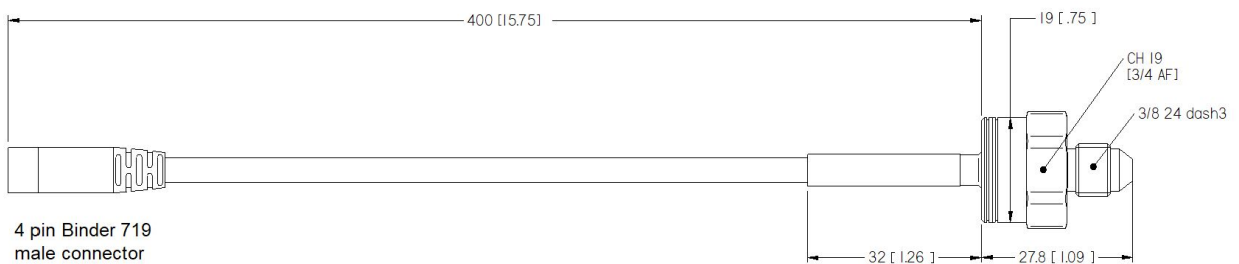 400 [15.75]
19 [.75]
CH 19
[3/4 AF]
3/8 24 dash3
4 pin Binder 719
male connector
32 [1.26 ]
27.8 [1.09]